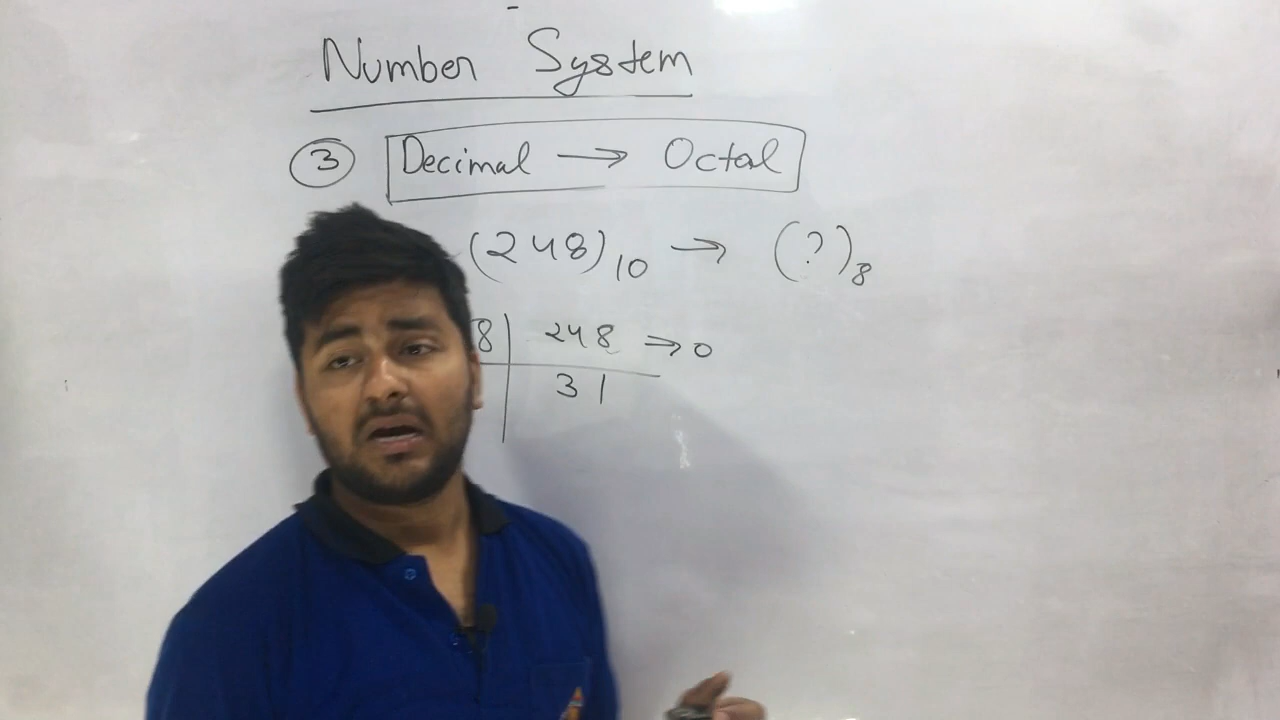 Number System
③ Decimal → Octal
(248)₁₀ → (?)₈
8 | 248 ⇒ 0
31